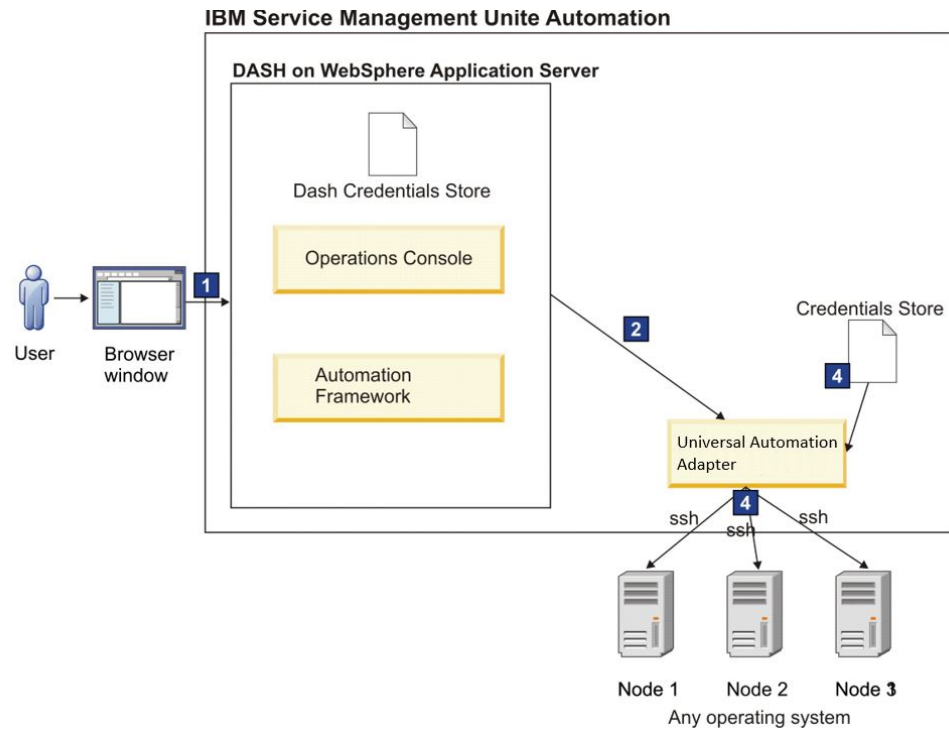 IBM Service Management Unite Automation
DASH on WebSphere Application Server
Dash Credentials Store
Operations Console
Automation
Framework
1
User
Browser
window
2
Credentials Store
4
Universal Automation
Adapter
4
ssh
ssh
ssh
Node 1
Node 2
Node
Any operating system